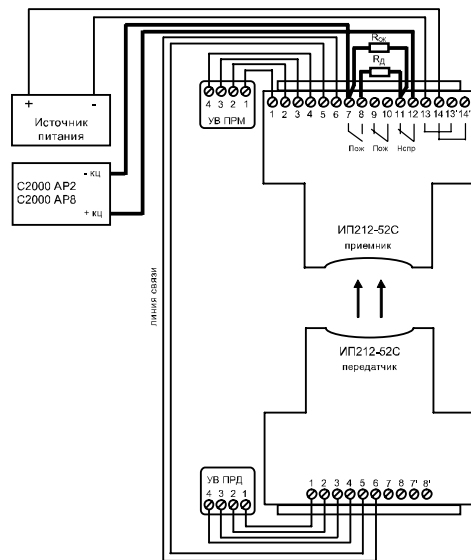 Rок
Rд
4 3 2 1
УВ ПРМ
1 2 3 4 5 6 7 8 9 10 11 12 13 14 13' 14'
Пож Пож Нспр
+ -
Источник
питания
- кц
С2000 АР2
С2000 АР8
+ кц
ИП212-52С
приемник
линия связи
ИП212-52С
передатчик
УВ ПРД
4 3 2 1
1 2 3 4 5 6 7 8 7' 8'